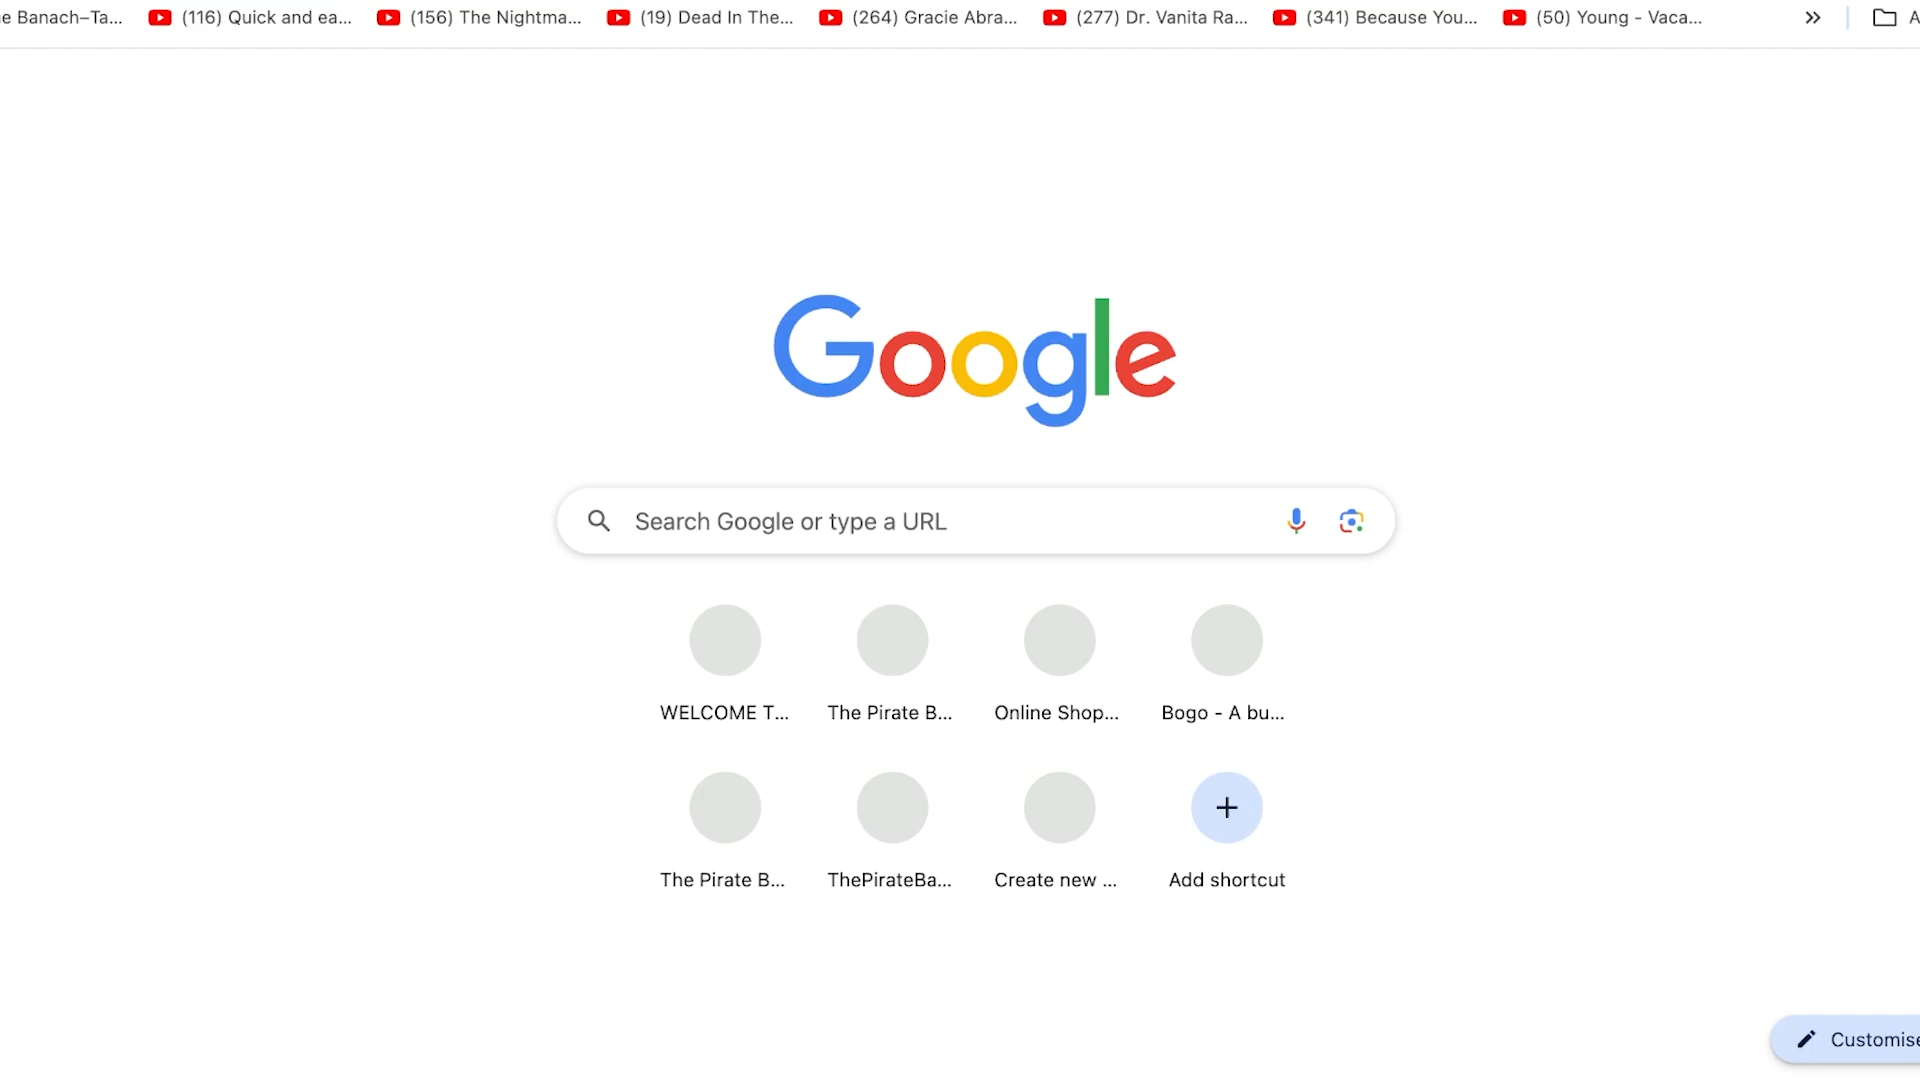 e Banach–Ta... (116) Quick and ea... (156) The Nightma... (19) Dead In The... (264) Gracie Abra... (277) Dr. Vanita Ra... (341) Because You... (50) Young - Vaca... A
Google
Search Google or type a URL
WELCOME T... The Pirate B... Online Shop... Bogo - A bu...
The Pirate B... ThePirateBa... Create new ... Add shortcut
Customise